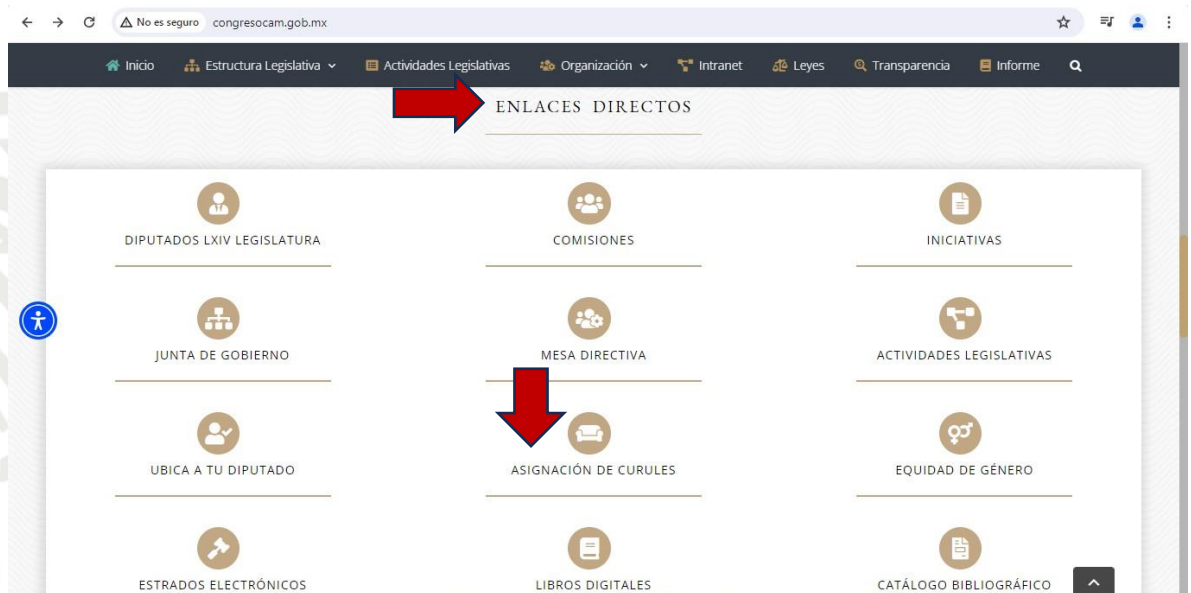 No es seguro congresocam.gob.mx
Inicio Estructura Legislativa Actividades Legislativas Organización Intranet Leyes Transparencia Informe
ENLACES DIRECTOS
DIPUTADOS LXIV LEGISLATURA COMISIONES INICIATIVAS
JUNTA DE GOBIERNO MESA DIRECTIVA ACTIVIDADES LEGISLATIVAS
UBICA A TU DIPUTADO ASIGNACIÓN DE CURULES EQUIDAD DE GÉNERO
ESTRADOS ELECTRÓNICOS LIBROS DIGITALES CATÁLOGO BIBLIOGRÁFICO